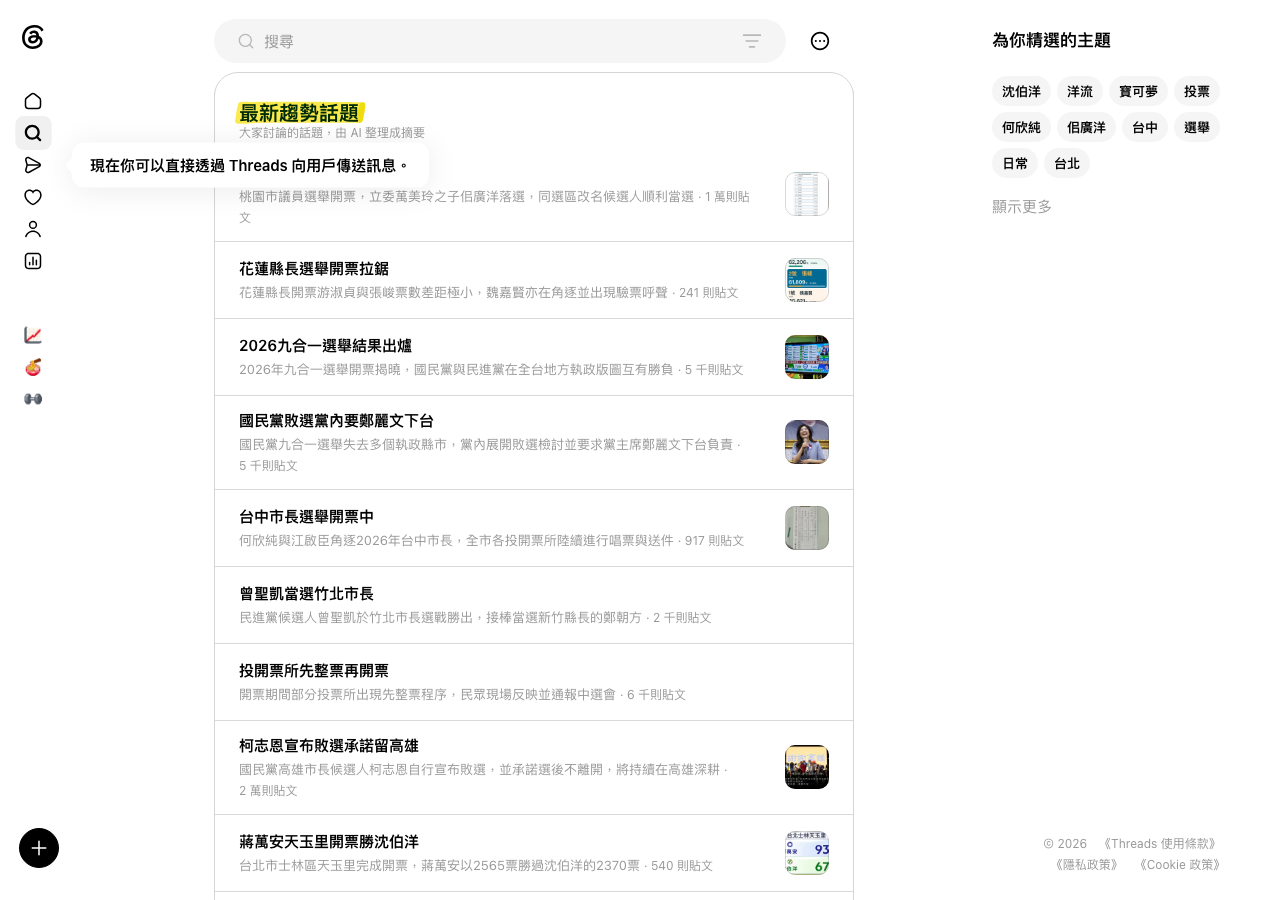 搜尋
最新趨勢話題
大家討論的話題，由 AI 整理成摘要
現在你可以直接透過 Threads 向用戶傳送訊息。
桃園市議員選舉開票，立委萬美玲之子佀廣洋落選，同選區改名候選人順利當選 · 1 萬則貼
文
花蓮縣長選舉開票拉鋸
花蓮縣長開票游淑貞與張峻票數差距極小，魏嘉賢亦在角逐並出現驗票呼聲 · 241 則貼文
2026九合一選舉結果出爐
2026年九合一選舉開票揭曉，國民黨與民進黨在全台地方執政版圖互有勝負 · 5 千則貼文
國民黨敗選黨內要鄭麗文下台
國民黨九合一選舉失去多個執政縣市，黨內展開敗選檢討並要求黨主席鄭麗文下台負責 ·
5 千則貼文
台中市長選舉開票中
何欣純與江啟臣角逐2026年台中市長，全市各投開票所陸續進行唱票與送件 · 917 則貼文
曾聖凱當選竹北市長
民進黨候選人曾聖凱於竹北市長選戰勝出，接棒當選新竹縣長的鄭朝方 · 2 千則貼文
投開票所先整票再開票
開票期間部分投票所出現先整票程序，民眾現場反映並通報中選會 · 6 千則貼文
柯志恩宣布敗選承諾留高雄
國民黨高雄市長候選人柯志恩自行宣布敗選，並承諾選後不離開，將持續在高雄深耕 ·
2 萬則貼文
蔣萬安天玉里開票勝沈伯洋
台北市士林區天玉里完成開票，蔣萬安以2565票勝過沈伯洋的2370票 · 540 則貼文
台北士林天玉里
萬安 93
伯洋 67
為你精選的主題
沈伯洋 洋流 寶可夢 投票
何欣純 佀廣洋 台中 選舉
日常 台北
顯示更多
© 2026 《Threads 使用條款》
《隱私政策》 《Cookie 政策》